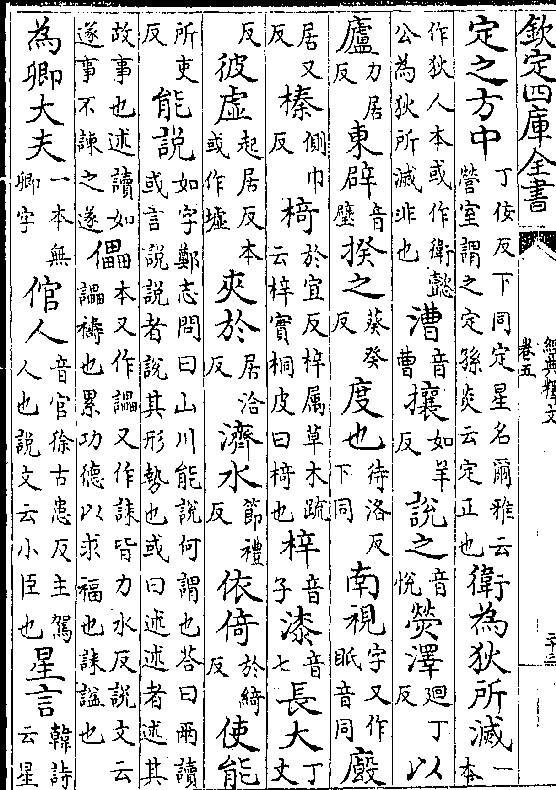 欽定四庫全書
經典釋文
卷五
定之方中丁佞反下同定星名爾雅云營室謂之定孫炎云定正也衛為狄所滅一本
作狄人本或作衛懿公為狄所滅非也漕音曹攘如羊反說之音悅熒澤廻丁反以
廬力居反東辟音壁揆之葵癸反度也待洛反下同南視字又作眡音同廄
居又反榛側巾反椅於宜反梓属草木疏云梓實桐皮曰椅也梓音子漆音七長大丁丈
反彼虛起居反本或作墟夾於居洽反濟水節禮反依倚於綺反使能
所吏反能說如字鄭志問曰山川能說何謂也答曰兩讀或言說說者說其形勢也或曰述述者述其
故事也述讀如遂事不諫之遂儡本又作讄又作誄皆力水反說文云讄禱也累功德以求福也誄謚也
為卿大夫一本無卿字倌人音官徐古患反主駕人也說文云小臣也星言韓詩云星